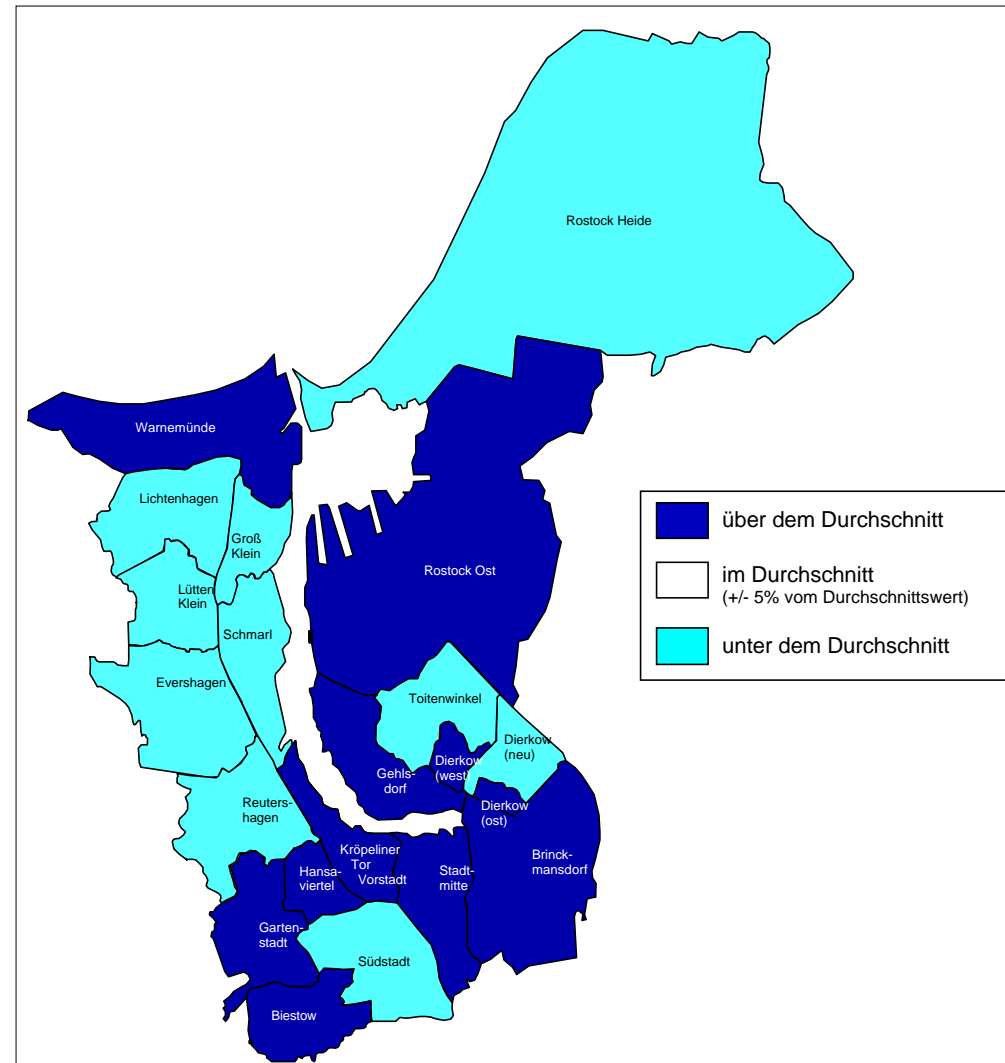 Rostock Heide
Warnemünde
Lichtenhagen
Groß
Klein
Rostock Ost
Lütten
Klein
Schmarl
Evershagen
Toitenwinkel
Dierkow
(neu)
Dierkow
(west)
Gehls-
dorf
Dierkow
(ost)
Reuters-
hagen
Kröpeliner
Tor
Vorstadt
Hansa-
viertel
Stadt-
mitte
Brinck-
mansdorf
Garten-
stadt
Südstadt
Biestow
über dem Durchschnitt
im Durchschnitt
(+/- 5% vom Durchschnittswert)
unter dem Durchschnitt